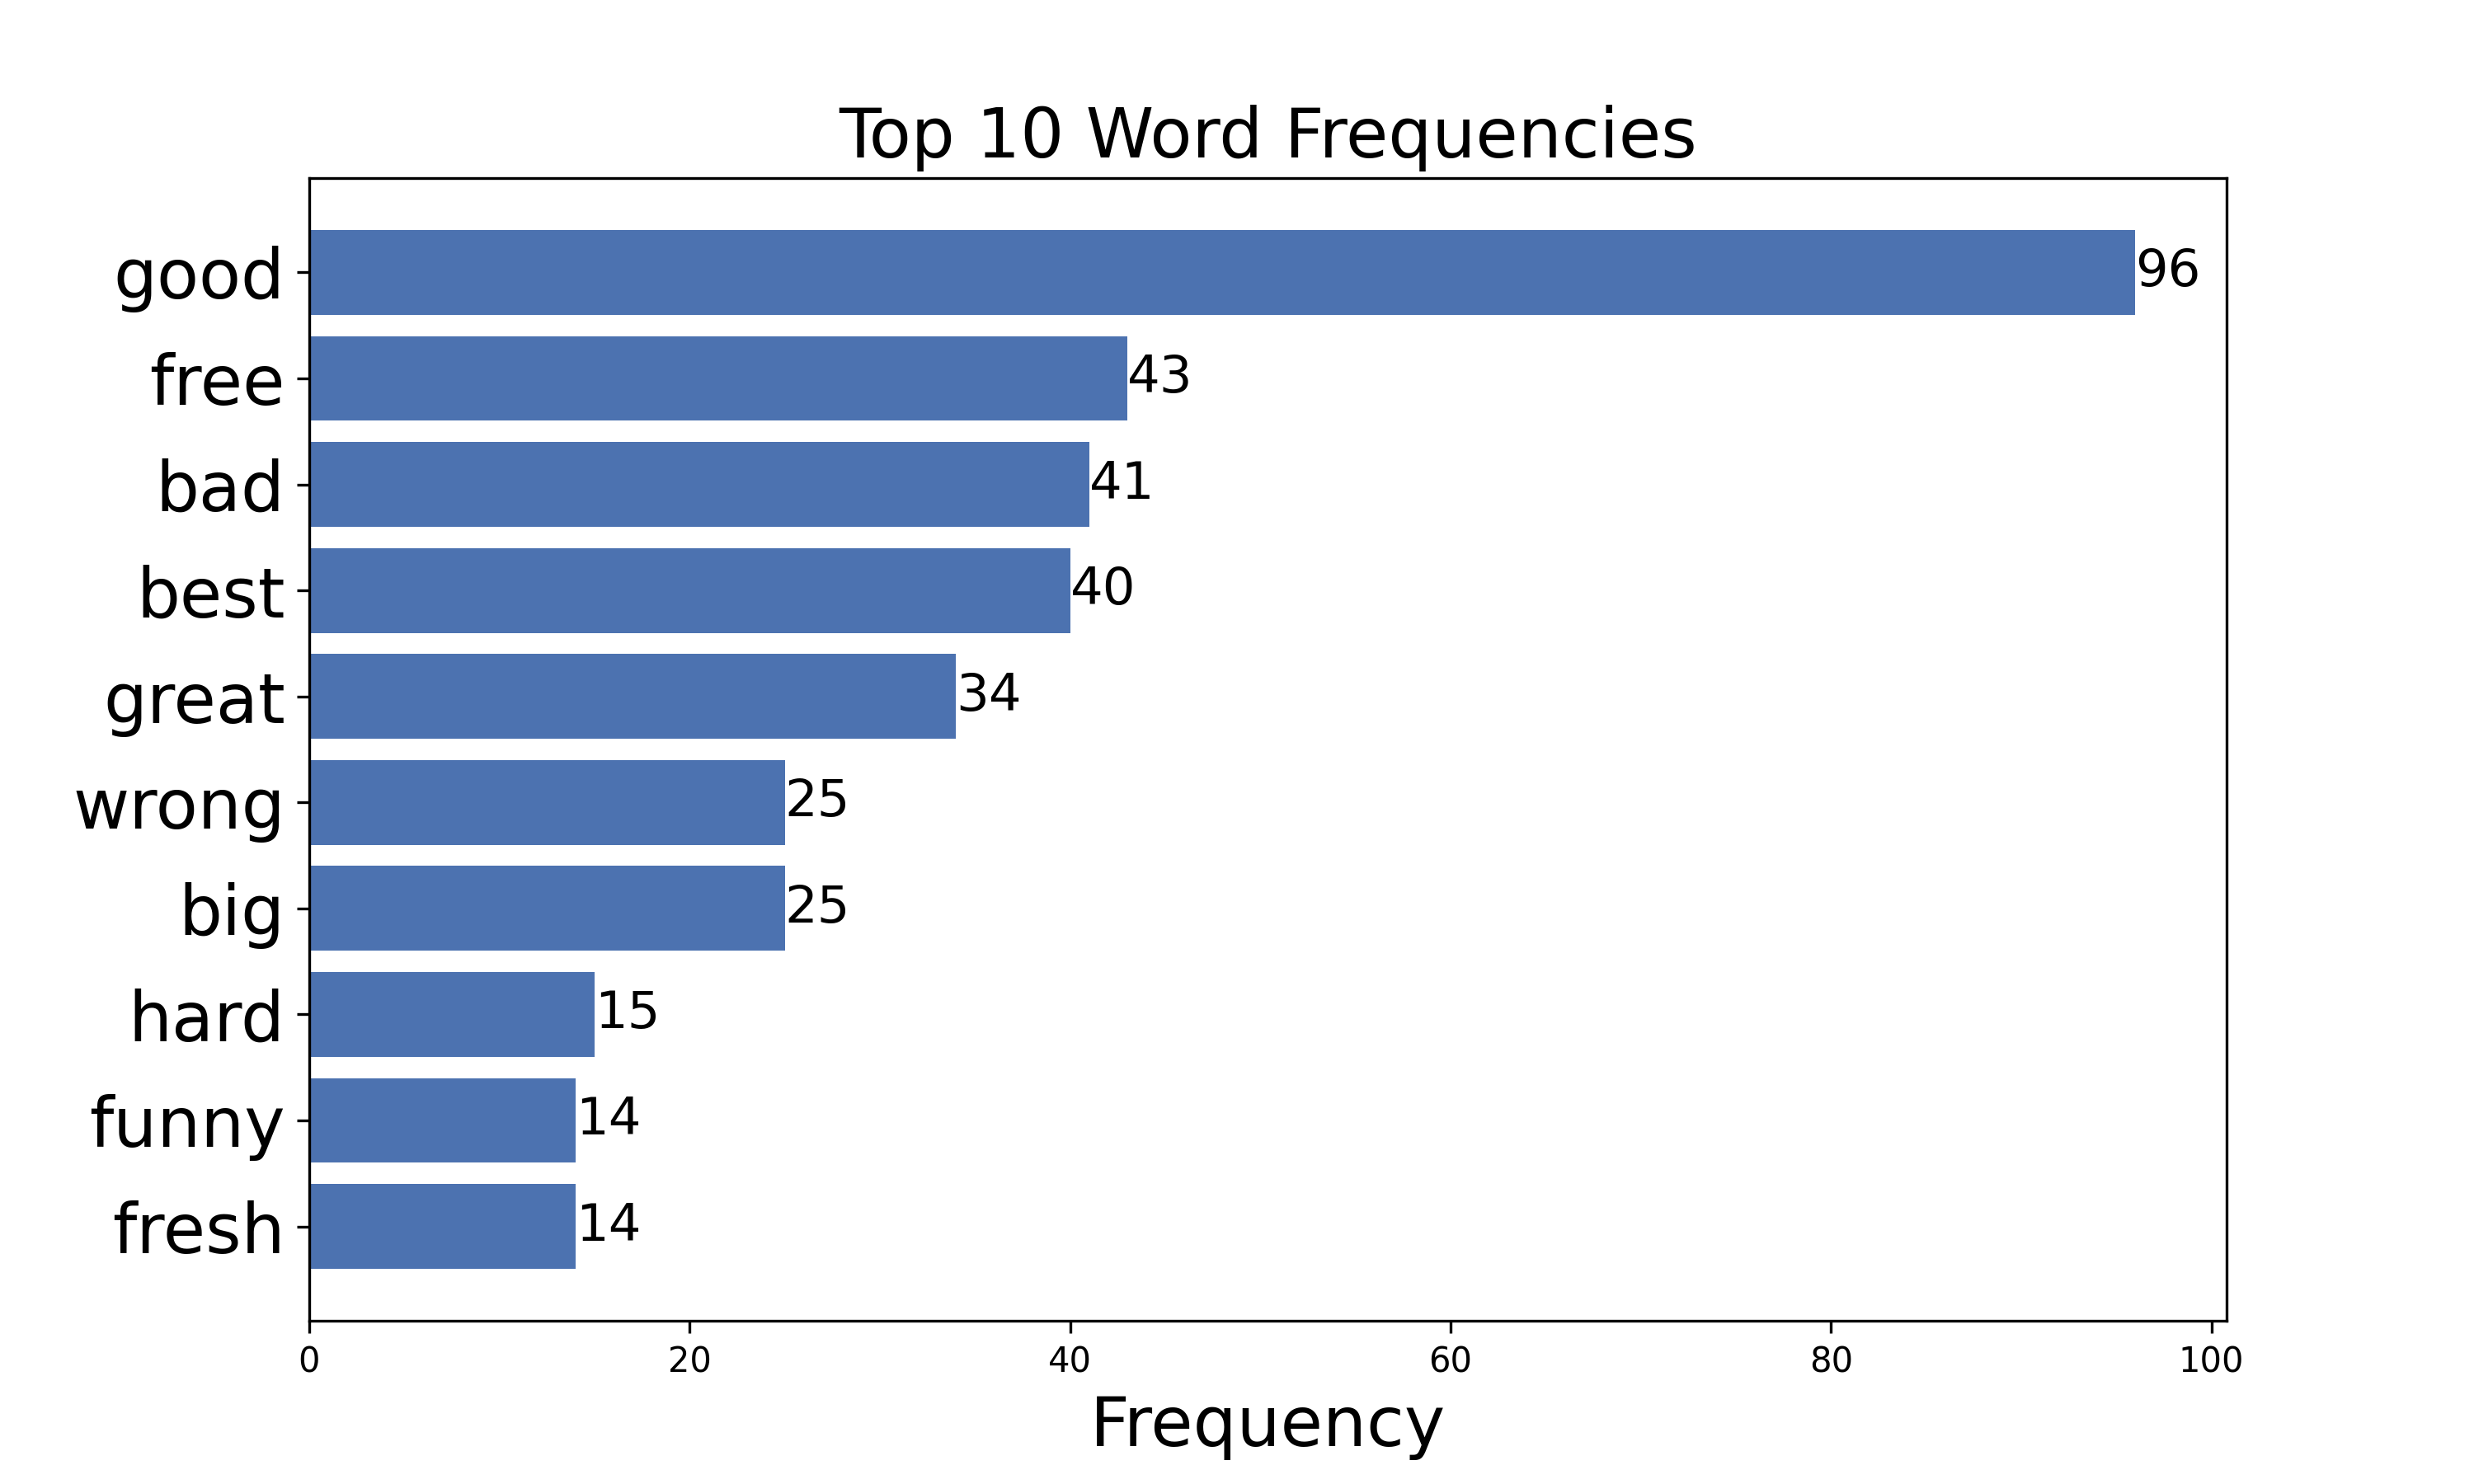 Top 10 Word Frequencies
good 96
free 43
bad 41
best 40
great 34
wrong 25
big 25
hard 15
funny 14
fresh 14
0 20 40 60 80 100
Frequency